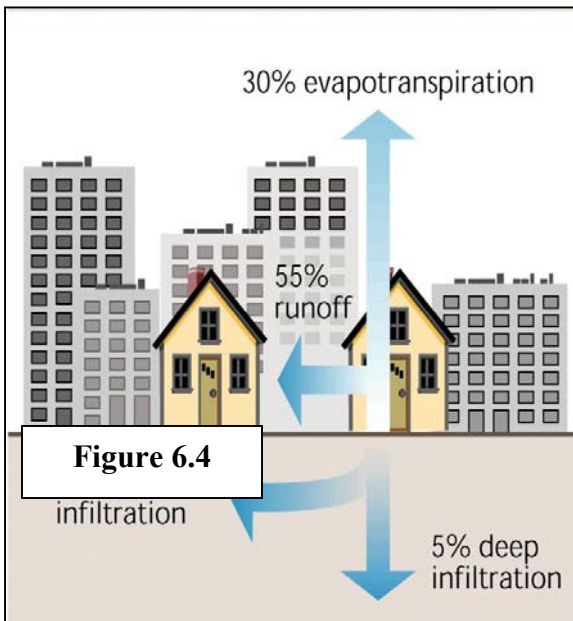 30% evapotranspiration
55%
runoff
Figure 6.4
infiltration
5% deep
infiltration